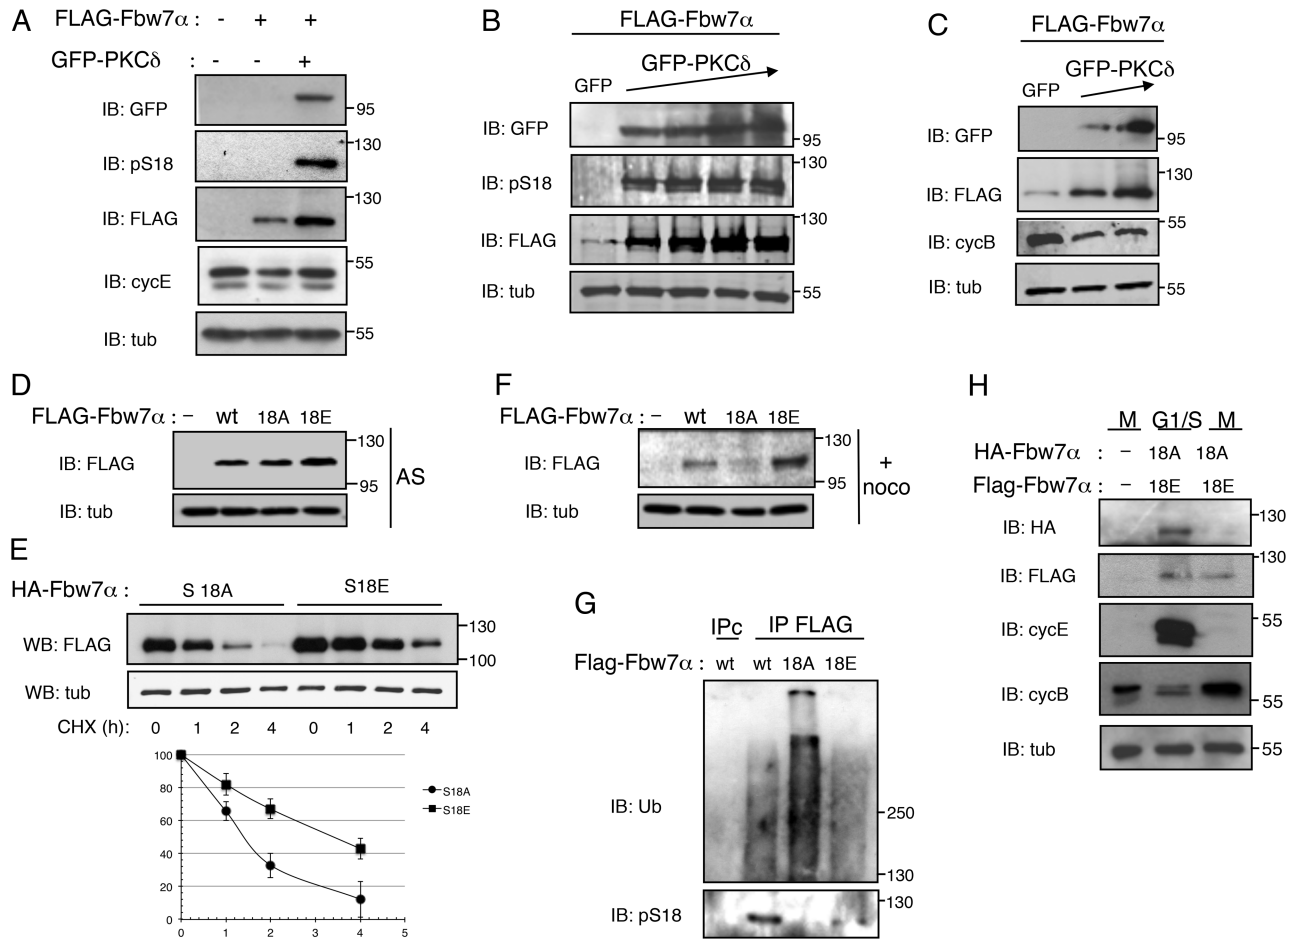 A
FLAG-Fbw7α : - + +
GFP-PKCδ : - - +
IB: GFP 95
IB: pS18 130
IB: FLAG 130
IB: cycE 55
IB: tub 55
B
FLAG-Fbw7α
GFP GFP-PKCδ
IB: GFP 95
IB: pS18 130
IB: FLAG 130
IB: tub 55
C
FLAG-Fbw7α
GFP GFP-PKCδ
IB: GFP 95
IB: FLAG 130
IB: cycB 55
IB: tub 55
D
FLAG-Fbw7α : – wt 18A 18E
IB: FLAG 130 95
IB: tub
AS
E
HA-Fbw7α : S 18A S18E
WB: FLAG 130 100
WB: tub
CHX (h): 0 1 2 4 0 1 2 4
100
80
60
40
20
0
0 1 2 3 4 5
S18A
S18E
F
FLAG-Fbw7α : – wt 18A 18E
IB: FLAG 130 95
IB: tub
+ noco
G
IPc IP FLAG
Flag-Fbw7α : wt wt 18A 18E
IB: Ub 250 130
IB: pS18 130
H
M G1/S M
HA-Fbw7α : – 18A 18A
Flag-Fbw7α : – 18E 18E
IB: HA 130
IB: FLAG 130
IB: cycE 55
IB: cycB 55
IB: tub 55